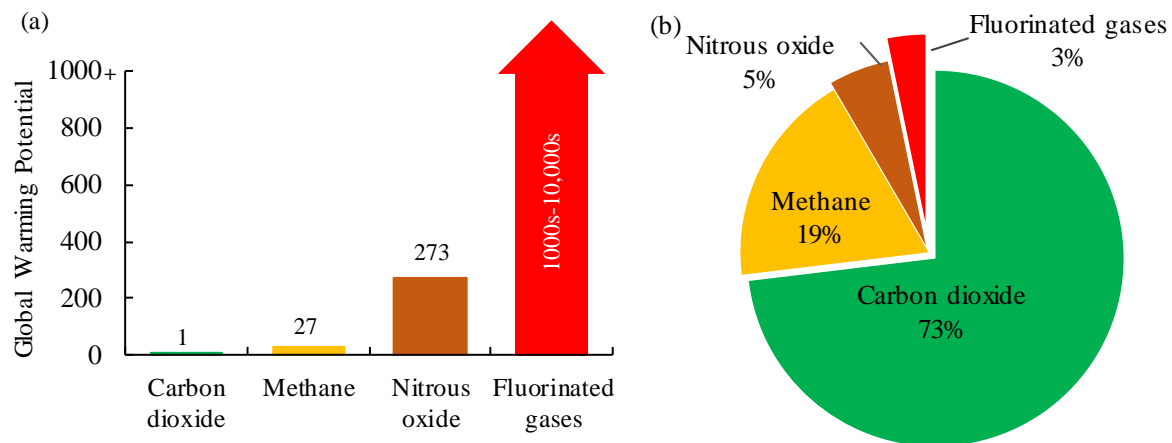 (a)
Global Warming Potential
1000+
800
600
400
200
0
1
27
273
1000s-10,000s
Carbon
dioxide
Methane
Nitrous
oxide
Fluorinated
gases
(b)
Nitrous oxide
5%
Fluorinated gases
3%
Methane
19%
Carbon dioxide
73%